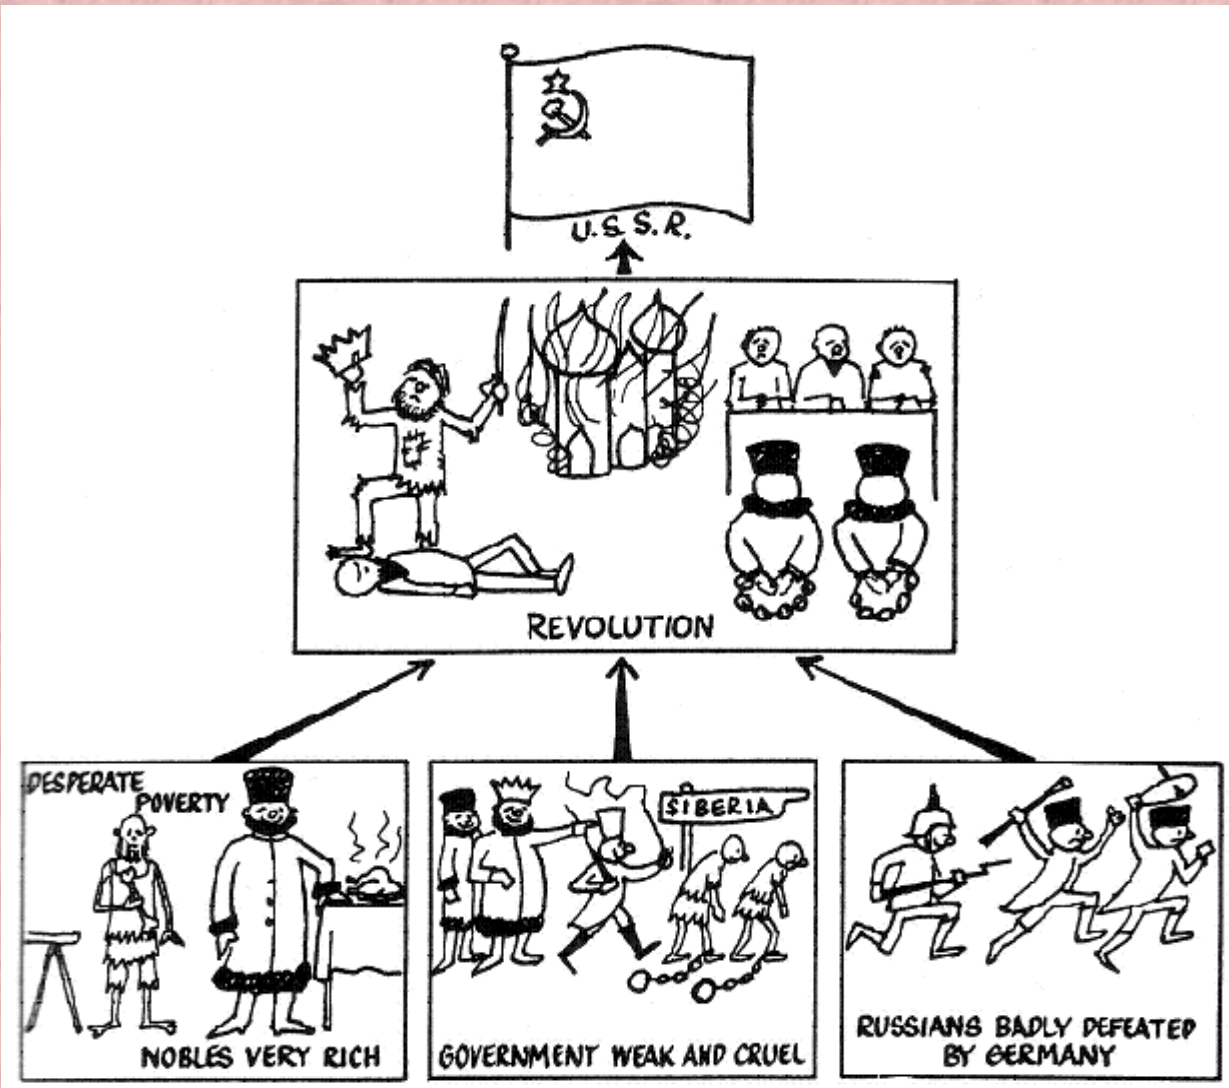 U.S.S.R.
REVOLUTION
DESPERATE
POVERTY
NOBLES VERY RICH
SIBERIA
GOVERNMENT WEAK AND CRUEL
RUSSIANS BADLY DEFEATED
BY GERMANY